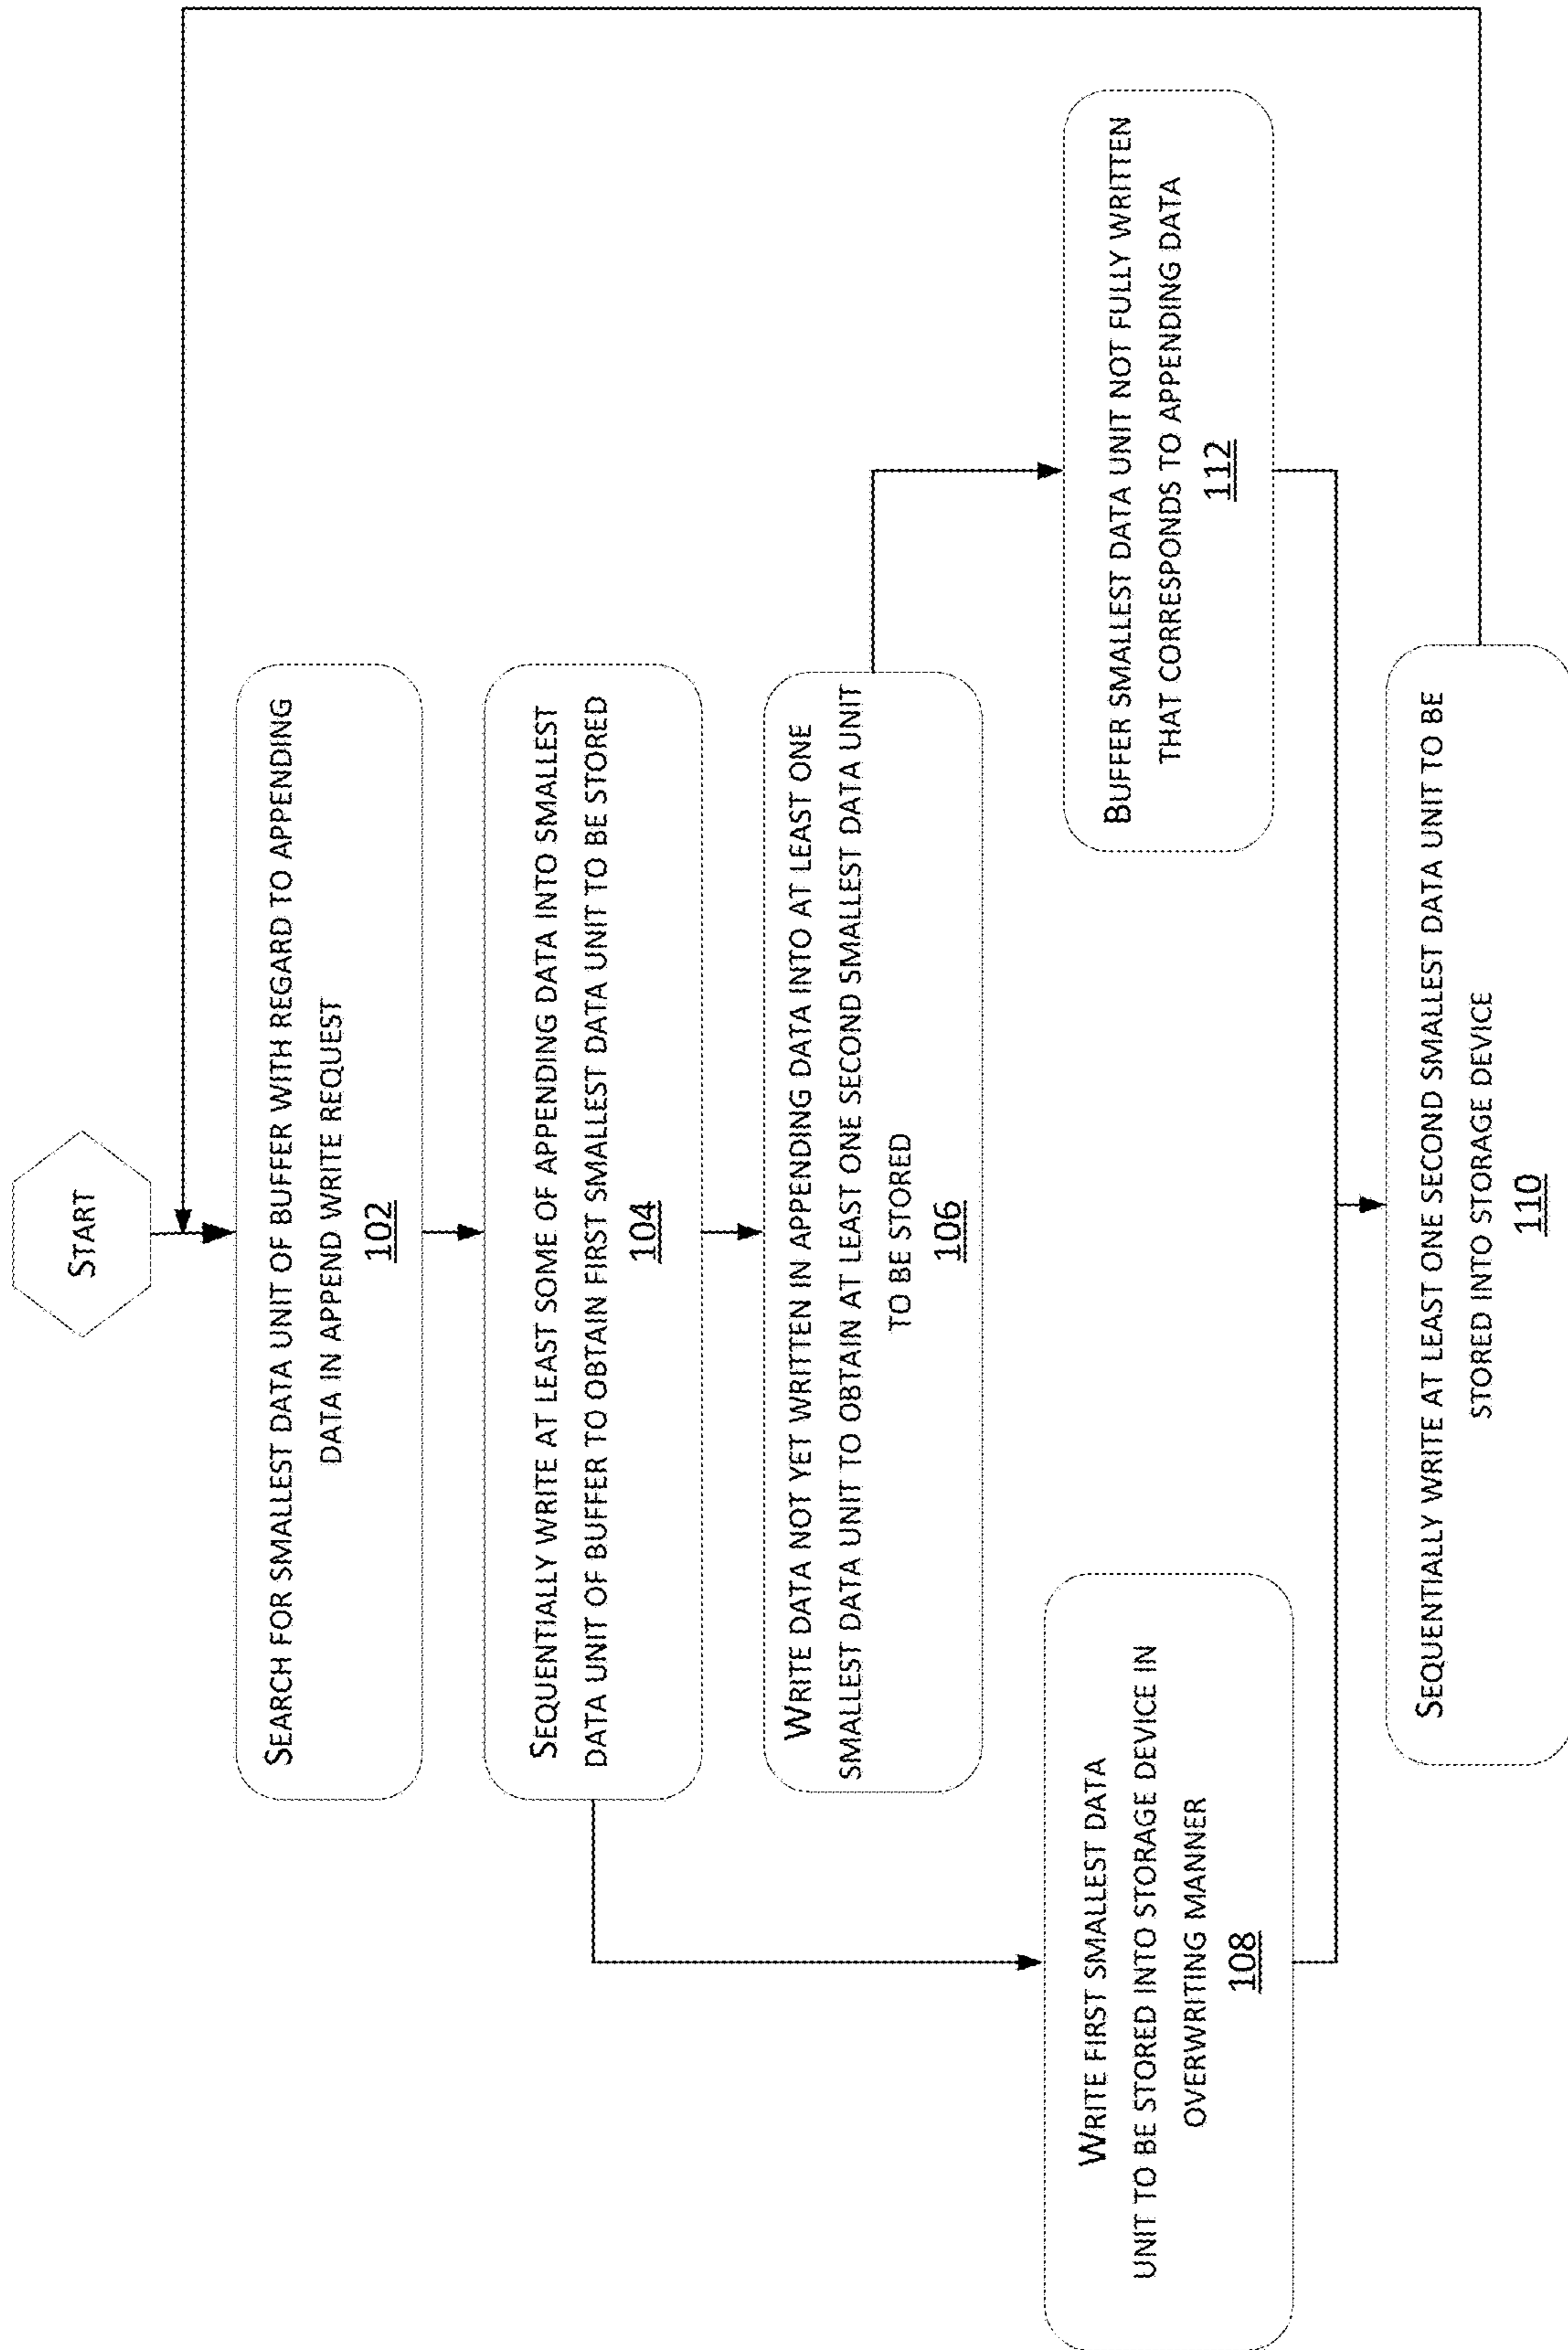 START
SEARCH FOR SMALLEST DATA UNIT OF BUFFER WITH REGARD TO APPENDING
DATA IN APPEND WRITE REQUEST
102
SEQUENTIALLY WRITE AT LEAST SOME OF APPENDING DATA INTO SMALLEST
DATA UNIT OF BUFFER TO OBTAIN FIRST SMALLEST DATA UNIT TO BE STORED
104
WRITE DATA NOT YET WRITTEN IN APPENDING DATA INTO AT LEAST ONE
SMALLEST DATA UNIT TO OBTAIN AT LEAST ONE SECOND SMALLEST DATA UNIT
TO BE STORED
106
WRITE FIRST SMALLEST DATA
UNIT TO BE STORED INTO STORAGE DEVICE IN
OVERWRITING MANNER
108
BUFFER SMALLEST DATA UNIT NOT FULLY WRITTEN
THAT CORRESPONDS TO APPENDING DATA
112
SEQUENTIALLY WRITE AT LEAST ONE SECOND SMALLEST DATA UNIT TO BE
STORED INTO STORAGE DEVICE
110